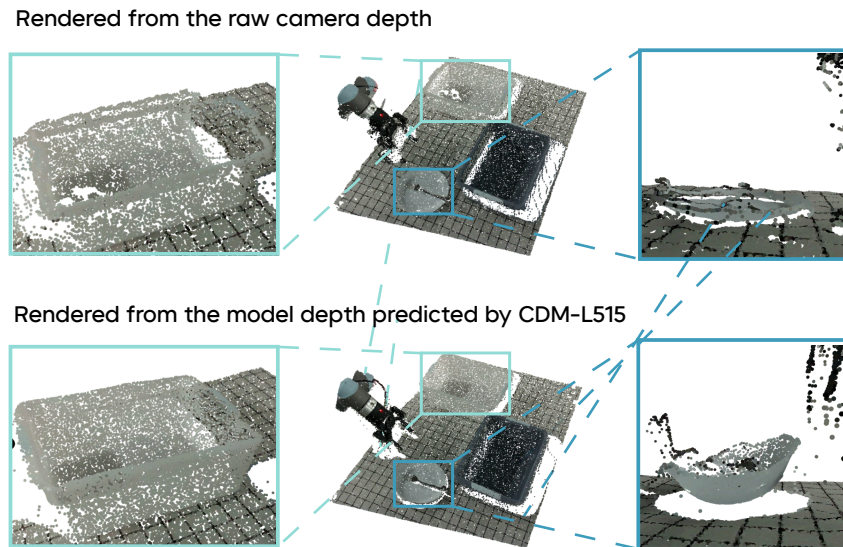 Rendered from the raw camera depth
Rendered from the model depth predicted by CDM-L515